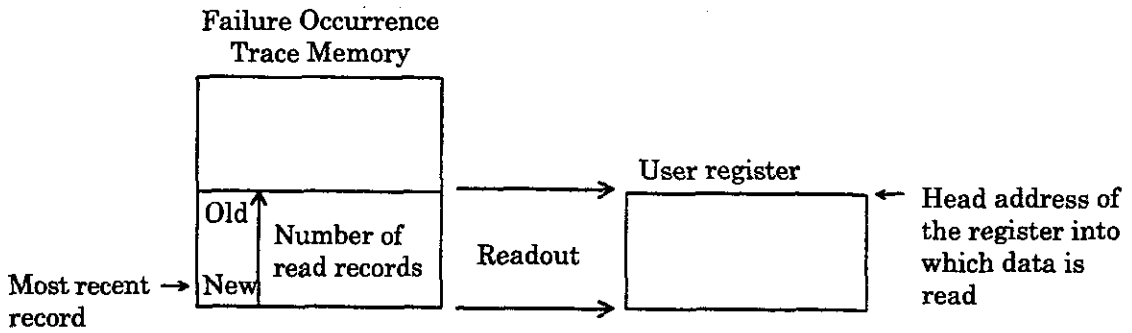 Failure Occurrence
Trace Memory
User register
Old
Number of
read records
New
Most recent
record
Readout
Head address of
the register into
which data is
read